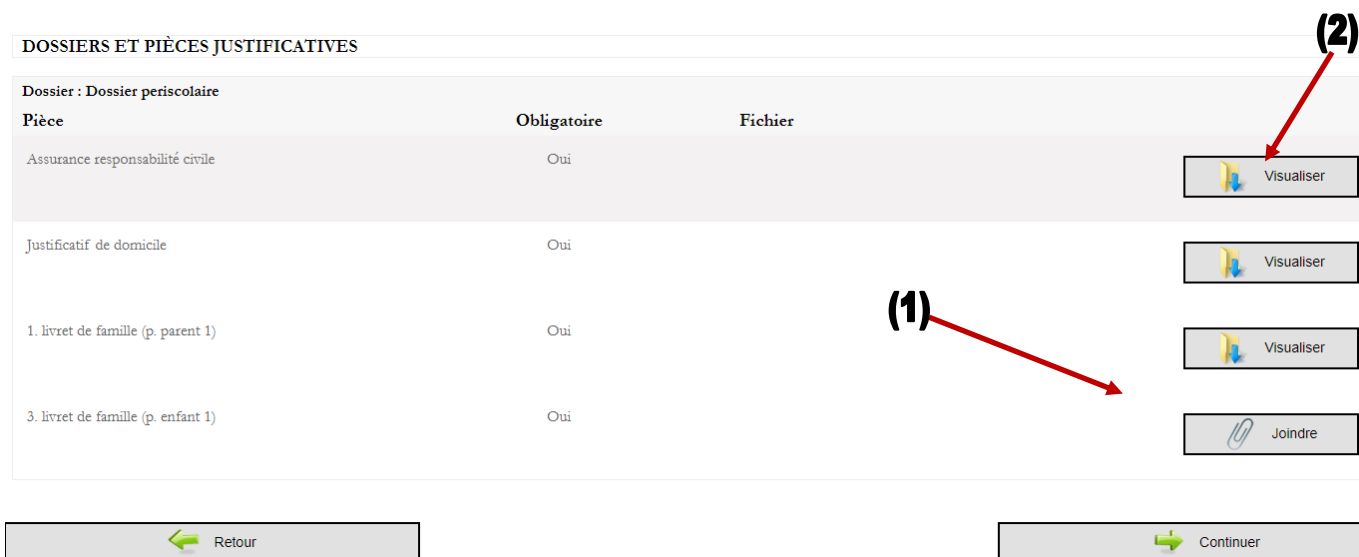 (2)
DOSSIERS ET PIÈCES JUSTIFICATIVES
Dossier : Dossier periscolaire
Pièce Obligatoire Fichier
Assurance responsabilité civile Oui Visualiser
Justificatif de domicile Oui Visualiser
(1)
1. livret de famille (p. parent 1) Oui Visualiser
3. livret de famille (p. enfant 1) Oui Joindre
Retour Continuer